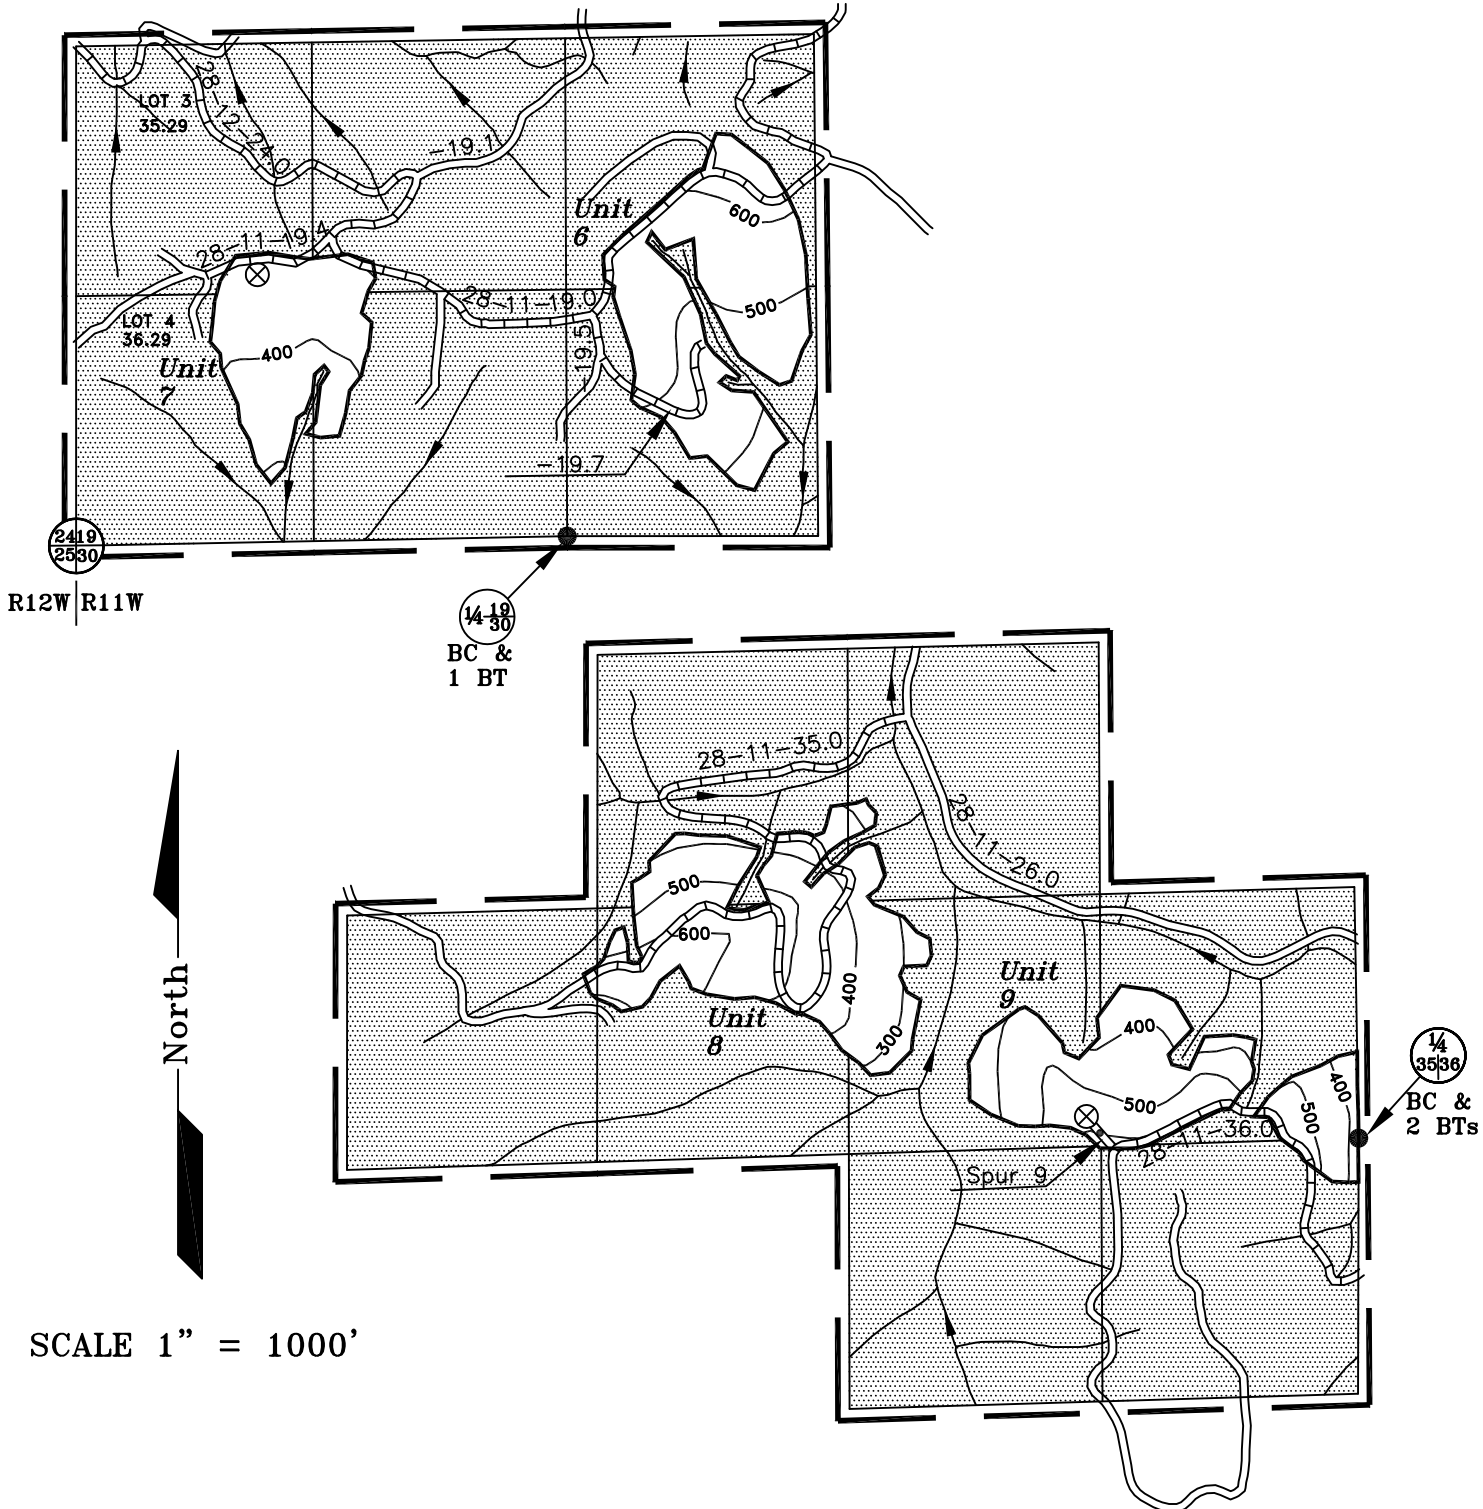 LOT 3
35.29
28-12-24.0
-19.1
Unit
6
600
28-11-19.4
28-11-19.0
500
LOT 4
36.29
400
Unit
7
-19.5
-19.7
24 19
25 30
R12W R11W
1/4 19
30
BC &
1 BT
28-11-35.0
28-11-26.0
500
600
400
Unit
8
300
Unit
9
400
500
28-11-36.0
500
400
1/4
35 36
BC &
2 BTs
Spur 9
North
SCALE 1” = 1000’